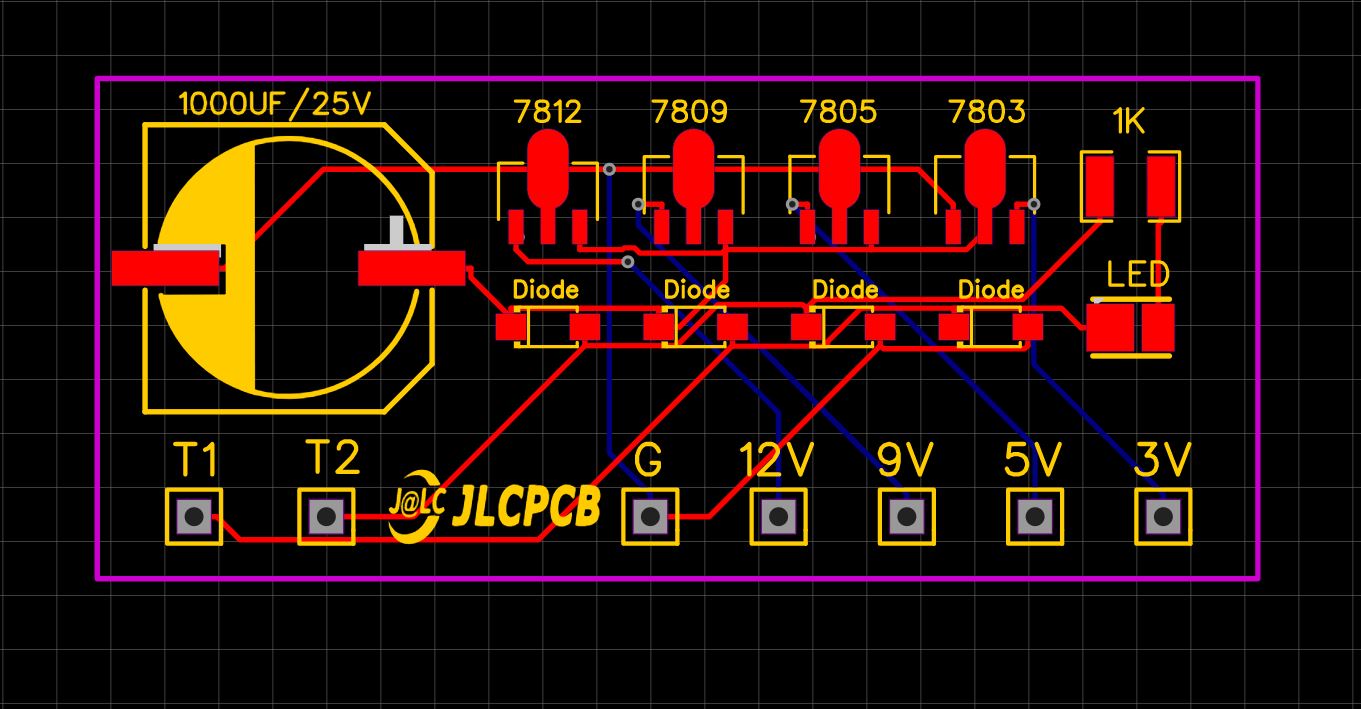 1000UF/25V
7812
7809
7805
7803
1K
LED
Diode
Diode
Diode
Diode
T1
T2
G
12V
9V
5V
3V
J@LC JLCPCB